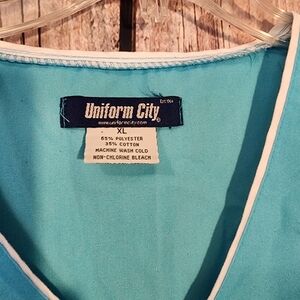 Uniform City®
www.uniformcity.com
XL
65% POLYESTER
35% COTTON
MACHINE WASH COLD
NON-CHLORINE BLEACH